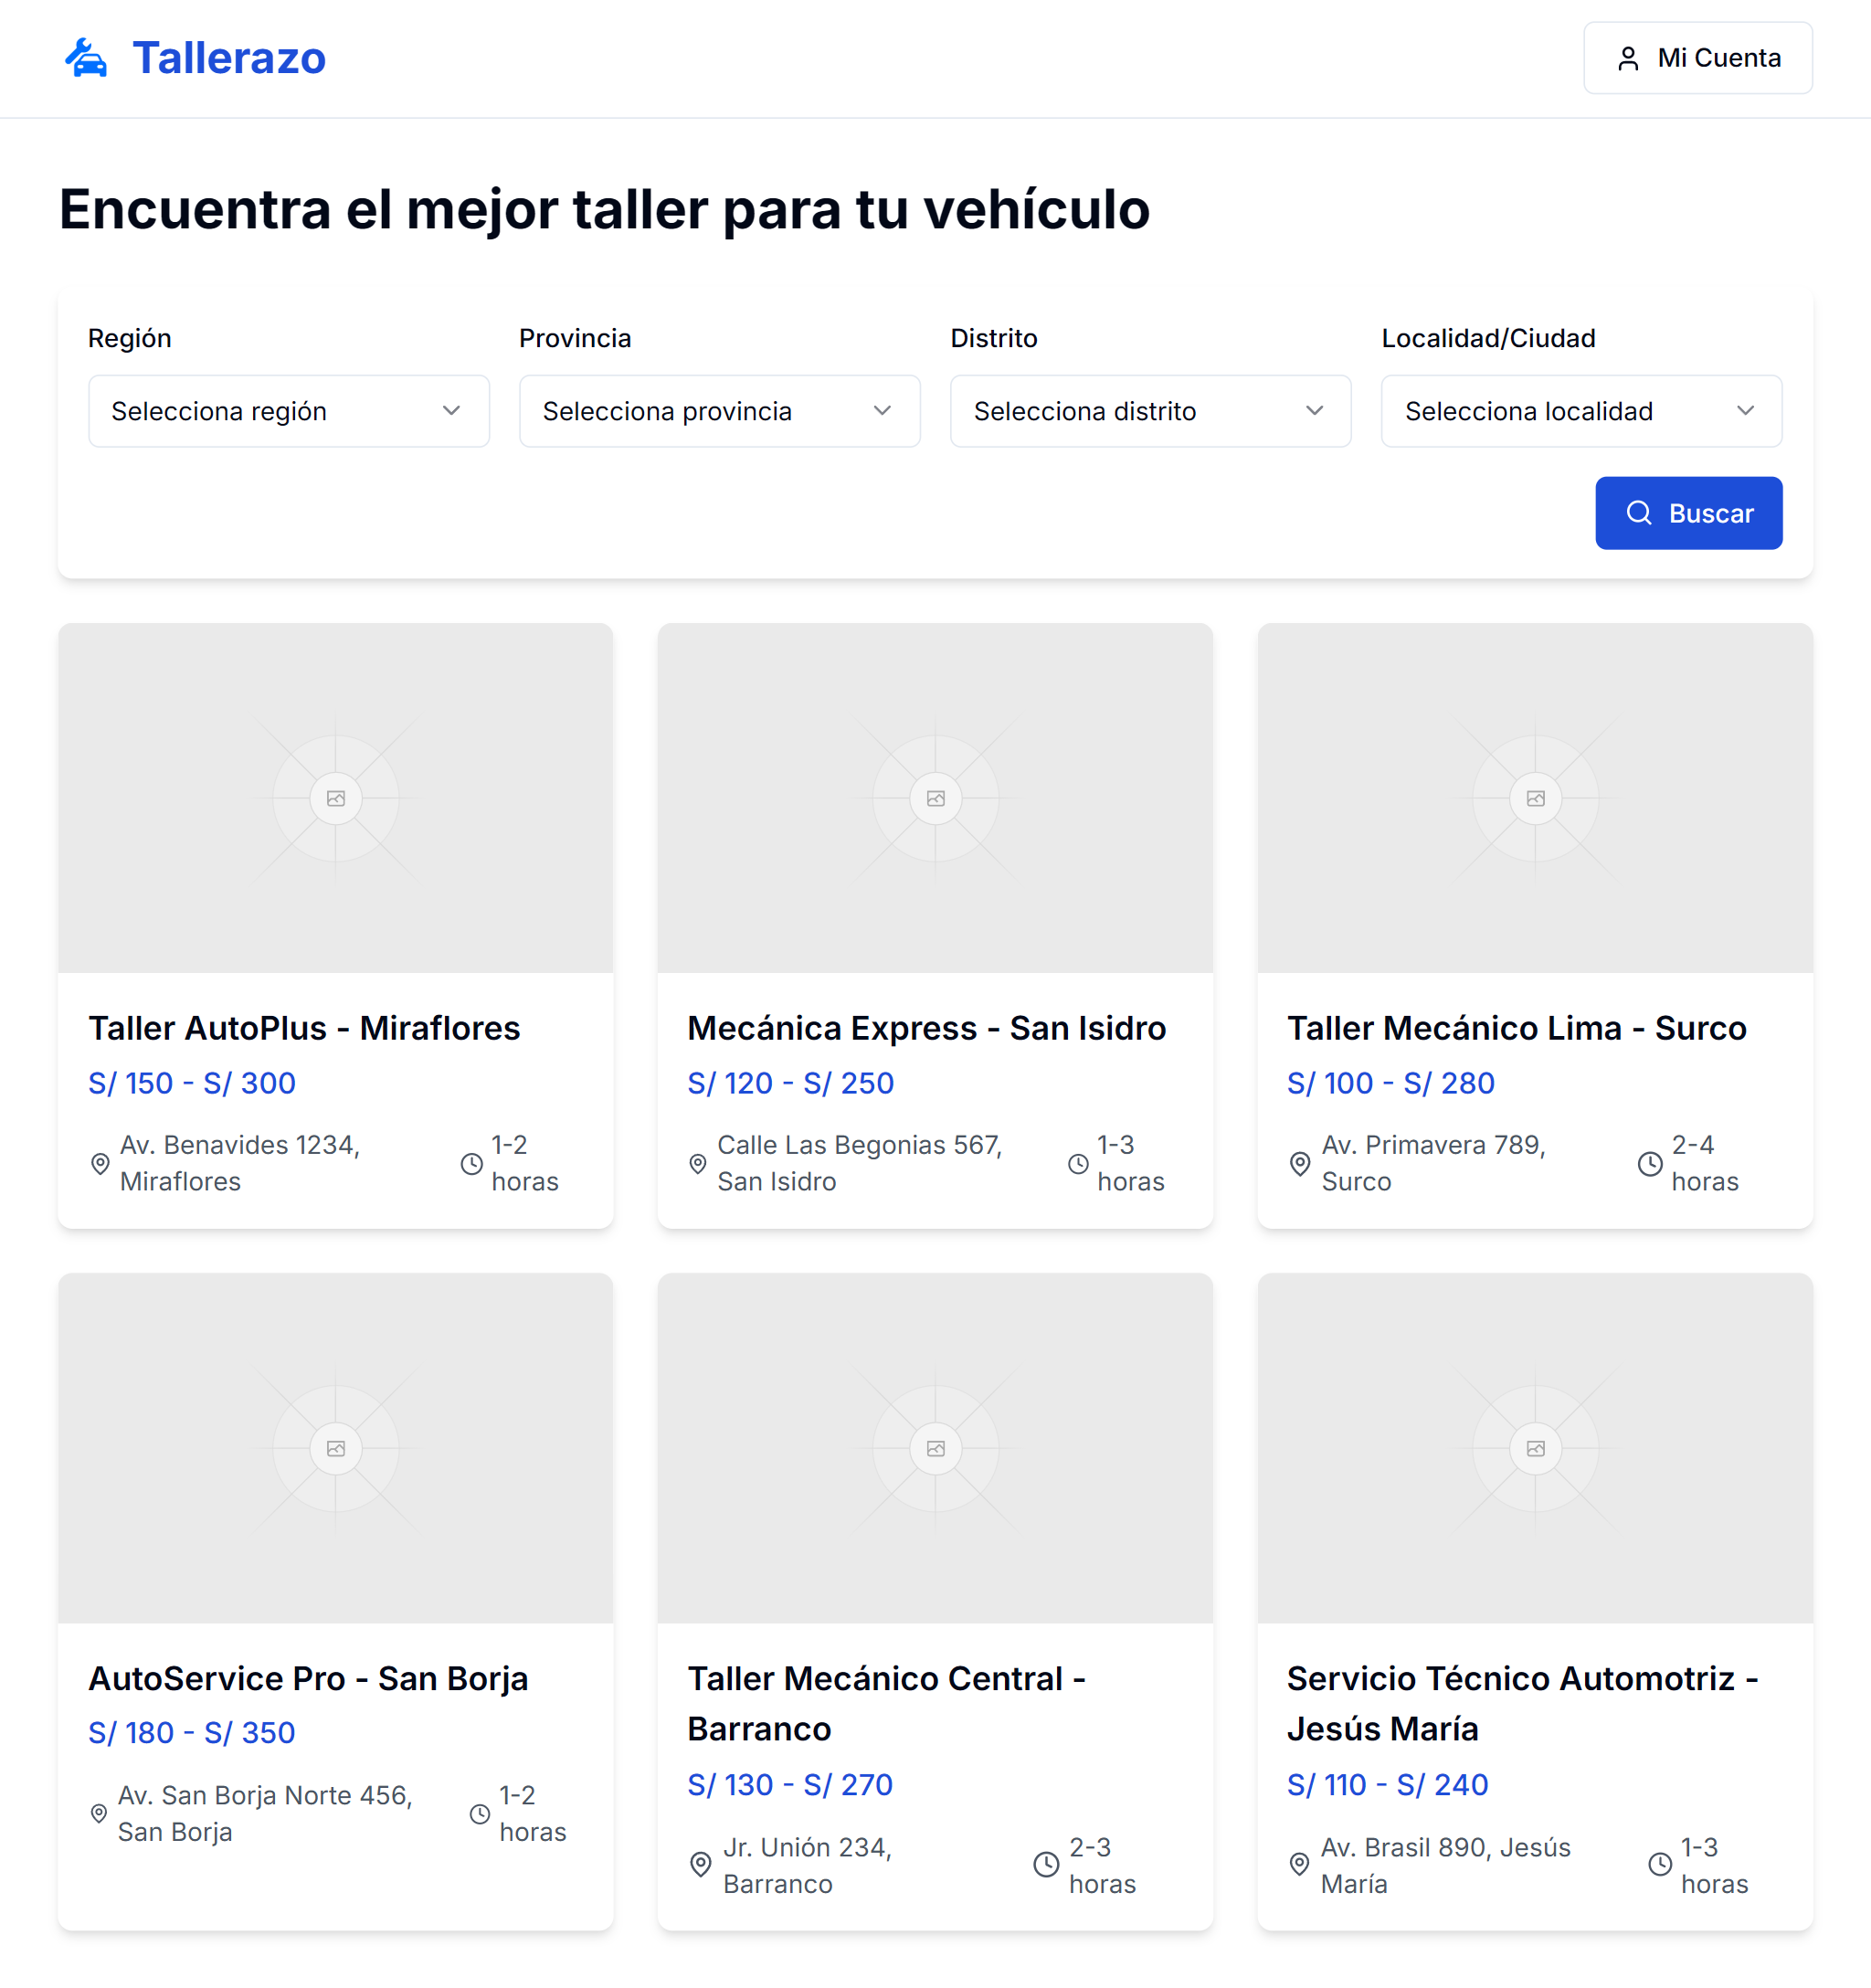 Tallerazo
Mi Cuenta
Encuentra el mejor taller para tu vehículo
Región
Provincia
Distrito
Localidad/Ciudad
Selecciona región
Selecciona provincia
Selecciona distrito
Selecciona localidad
Buscar
Taller AutoPlus - Miraflores
S/ 150 - S/ 300
Av. Benavides 1234,
Miraflores
1-2
horas
Mecánica Express - San Isidro
S/ 120 - S/ 250
Calle Las Begonias 567,
San Isidro
1-3
horas
Taller Mecánico Lima - Surco
S/ 100 - S/ 280
Av. Primavera 789,
Surco
2-4
horas
AutoService Pro - San Borja
S/ 180 - S/ 350
Av. San Borja Norte 456,
San Borja
1-2
horas
Taller Mecánico Central -
Barranco
S/ 130 - S/ 270
Jr. Unión 234,
Barranco
2-3
horas
Servicio Técnico Automotriz -
Jesús María
S/ 110 - S/ 240
Av. Brasil 890, Jesús
María
1-3
horas